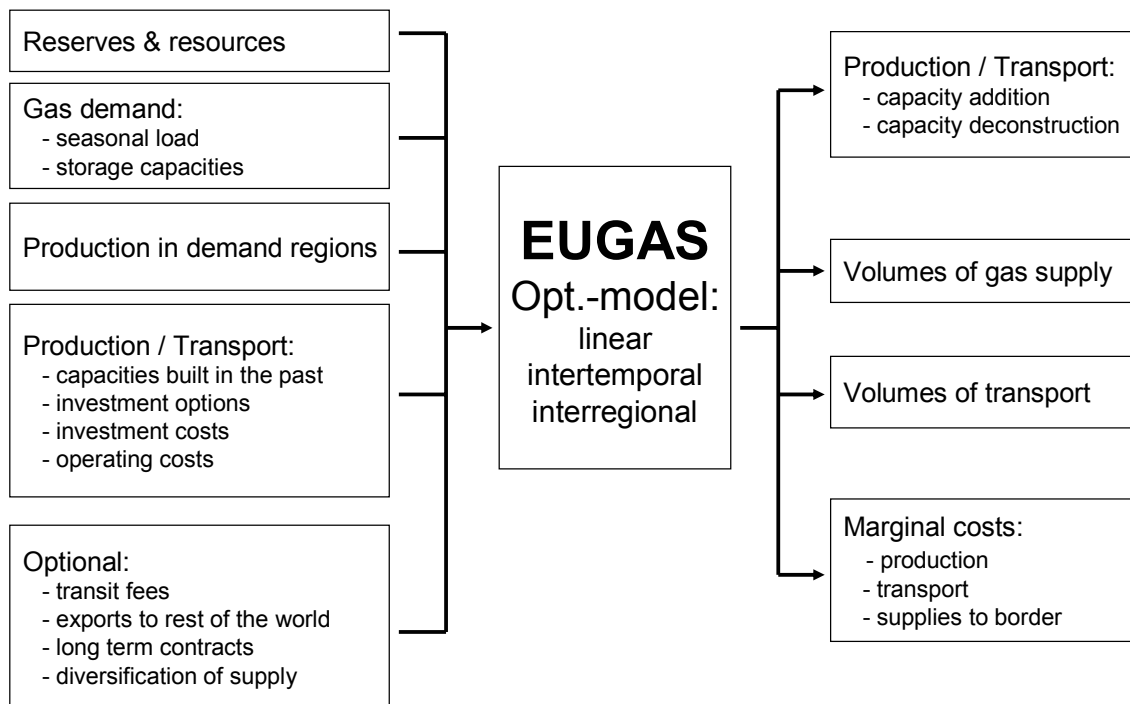 Reserves & resources
Gas demand:
- seasonal load
- storage capacities
Production in demand regions
Production / Transport:
- capacities built in the past
- investment options
- investment costs
- operating costs
Optional:
- transit fees
- exports to rest of the world
- long term contracts
- diversification of supply
EUGAS
Opt.-model:
linear
intertemporal
interregional
Production / Transport:
- capacity addition
- capacity deconstruction
Volumes of gas supply
Volumes of transport
Marginal costs:
- production
- transport
- supplies to border